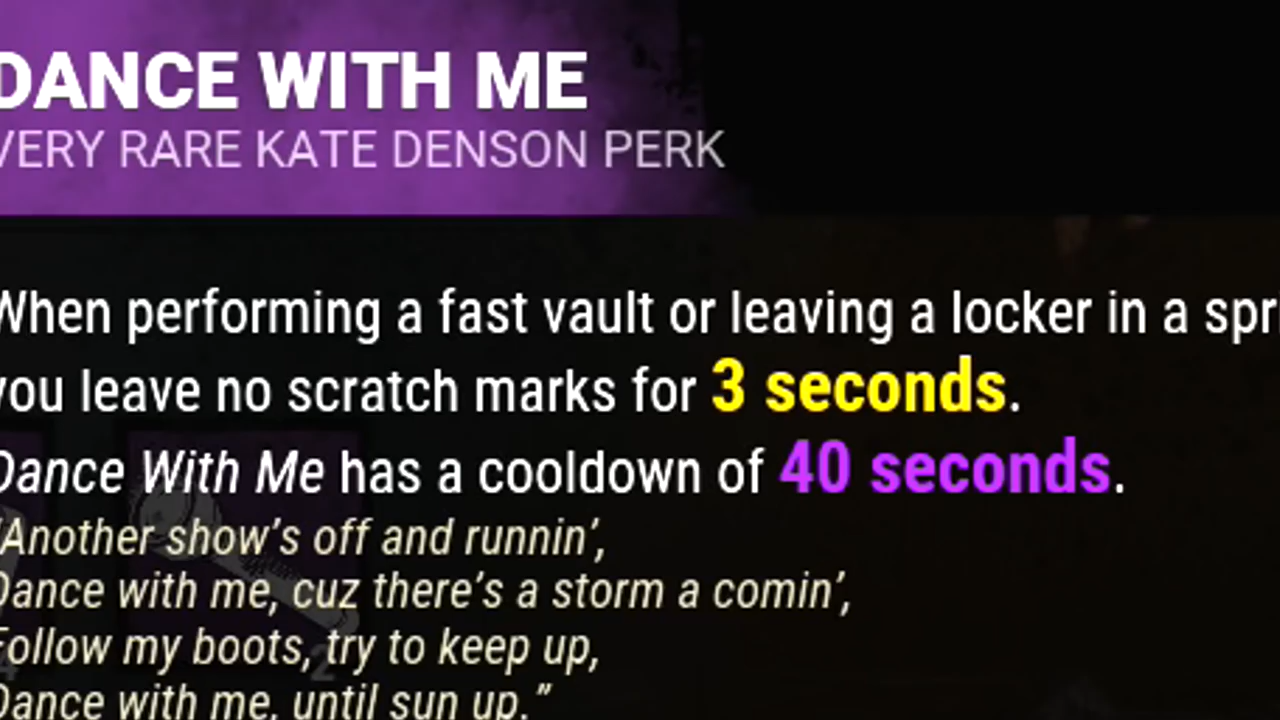 DANCE WITH ME
VERY RARE KATE DENSON PERK
When performing a fast vault or leaving a locker in a spr
you leave no scratch marks for 3 seconds.
Dance With Me has a cooldown of 40 seconds.
“Another show’s off and runnin’,
Dance with me, cuz there’s a storm a comin’,
Follow my boots, try to keep up,
Dance with me, until sun up.”
4
2